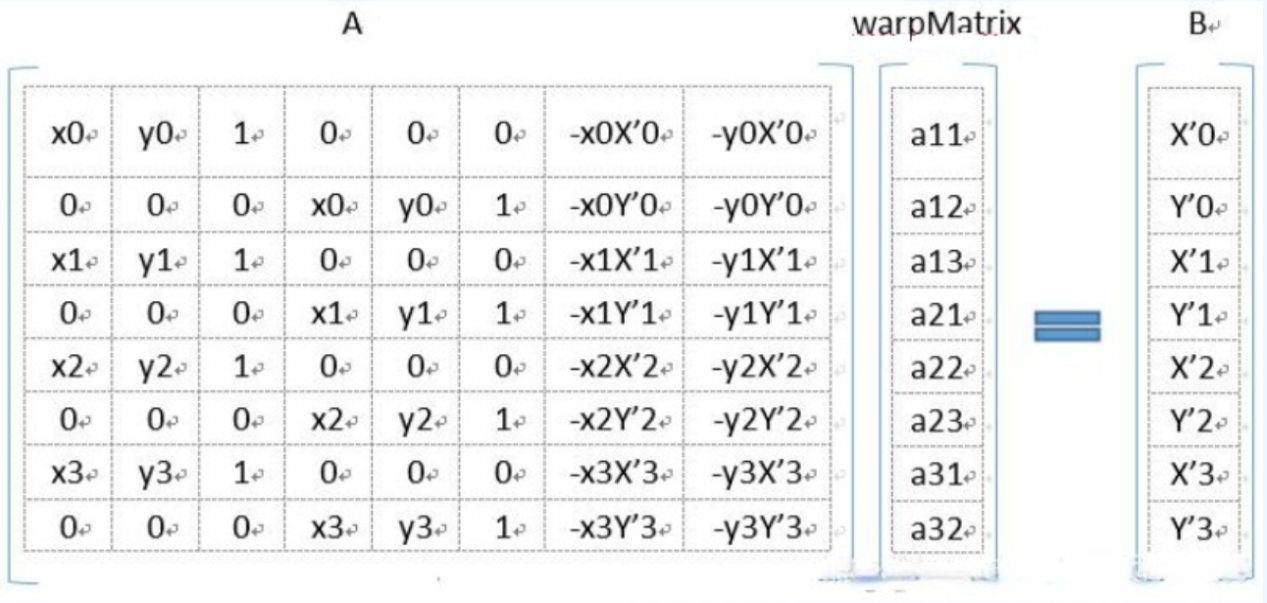 A warpMatrix B
x0 y0 1 0 0 0 -x0X’0 -y0X’0 a11 X’0
0 0 0 x0 y0 1 -x0Y’0 -y0Y’0 a12 Y’0
x1 y1 1 0 0 0 -x1X’1 -y1X’1 a13 X’1
0 0 0 x1 y1 1 -x1Y’1 -y1Y’1 a21 = Y’1
x2 y2 1 0 0 0 -x2X’2 -y2X’2 a22 X’2
0 0 0 x2 y2 1 -x2Y’2 -y2Y’2 a23 Y’2
x3 y3 1 0 0 0 -x3X’3 -y3X’3 a31 X’3
0 0 0 x3 y3 1 -x3Y’3 -y3Y’3 a32 Y’3